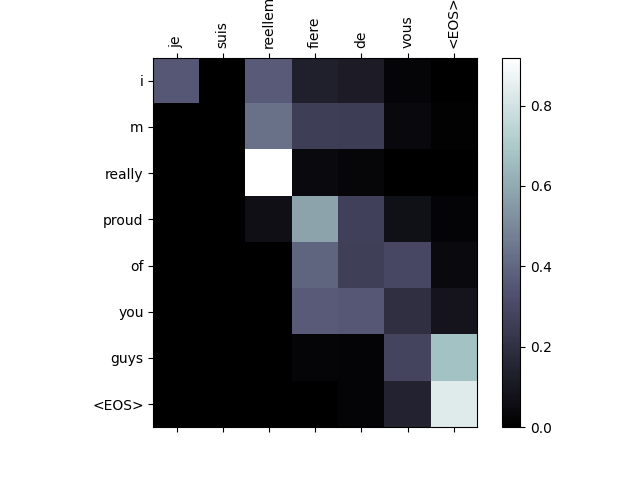 je suis reellem fiere de vous <EOS>
i
m
really
proud
of
you
guys
<EOS>
0.8
0.6
0.4
0.2
0.0